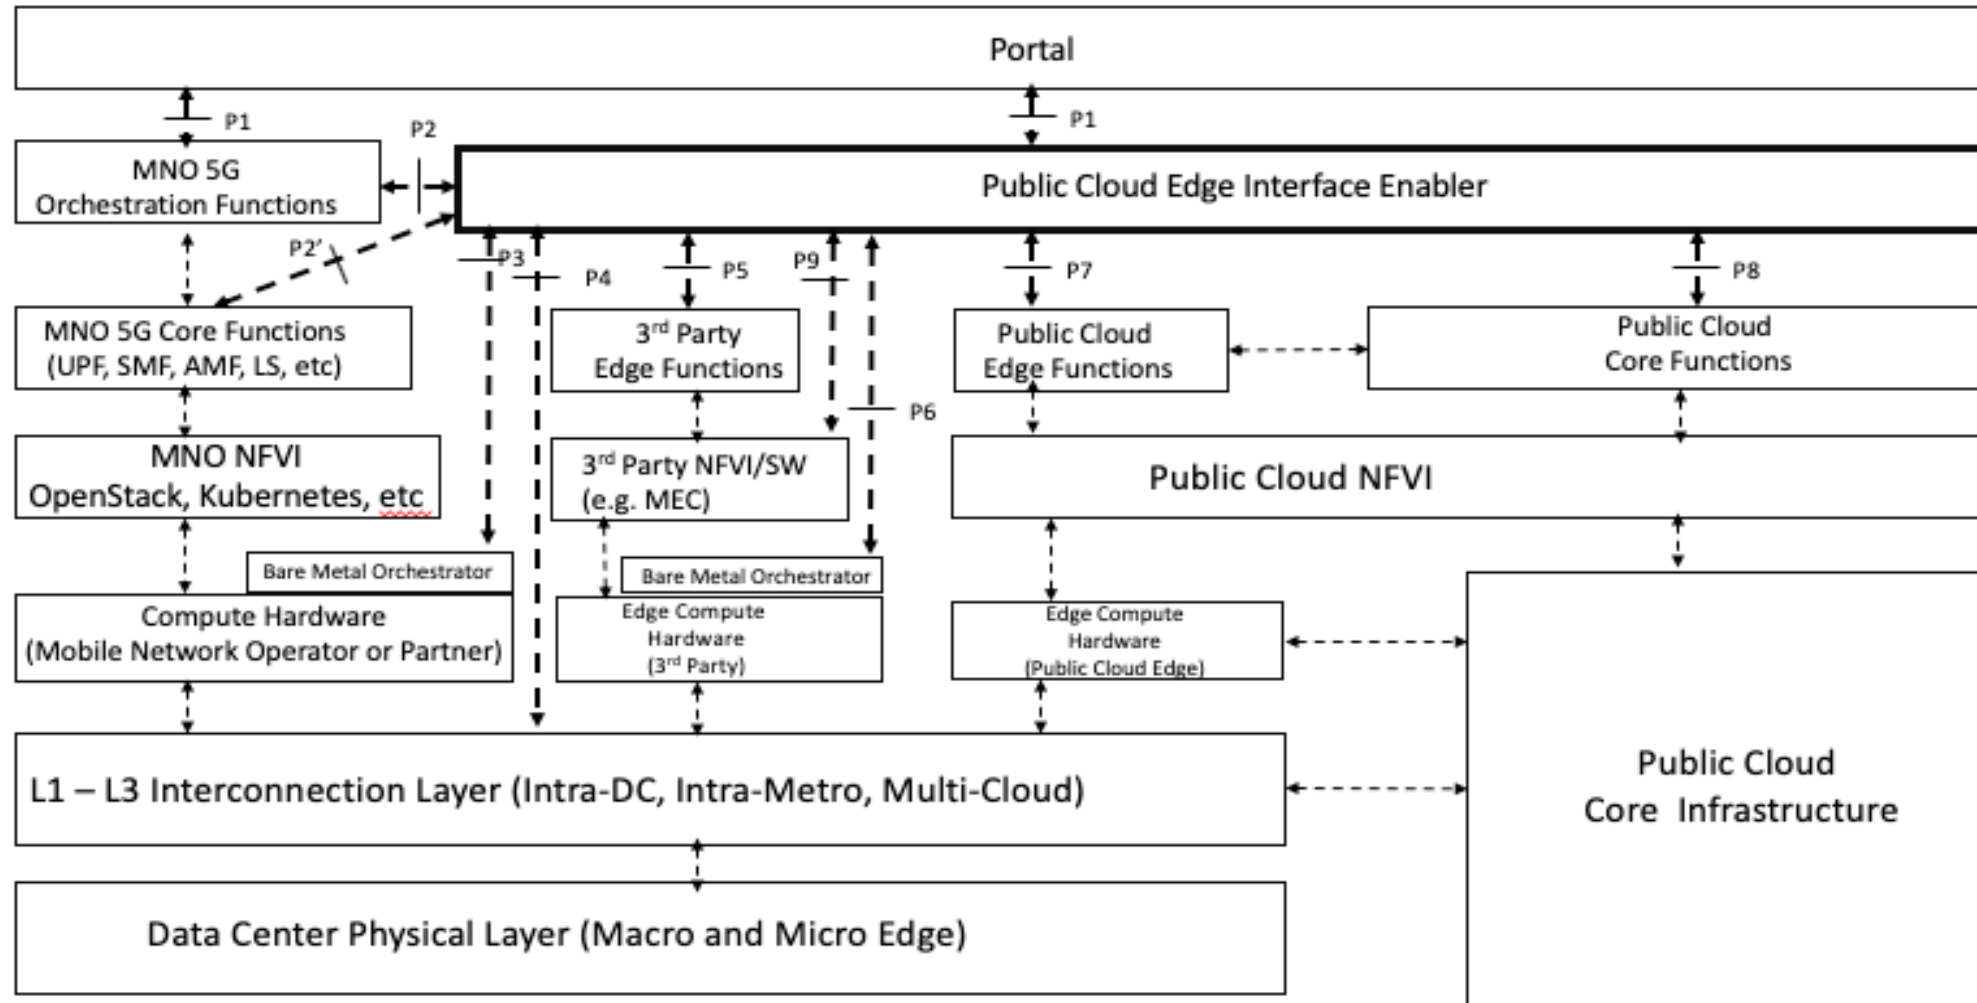 Portal
P1
P1
P2
MNO 5G
Orchestration Functions
Public Cloud Edge Interface Enabler
P2’
P3
P4
P5
P9
P7
P8
MNO 5G Core Functions
(UPF, SMF, AMF, LS, etc)
3rd Party
Edge Functions
Public Cloud
Edge Functions
Public Cloud
Core Functions
P6
MNO NFVI
OpenStack, Kubernetes, etc
3rd Party NFVI/SW
(e.g. MEC)
Public Cloud NFVI
Bare Metal Orchestrator
Bare Metal Orchestrator
Compute Hardware
(Mobile Network Operator or Partner)
Edge Compute
Hardware
(3rd Party)
Edge Compute
Hardware
(Public Cloud Edge)
L1 – L3 Interconnection Layer (Intra-DC, Intra-Metro, Multi-Cloud)
Public Cloud
Core Infrastructure
Data Center Physical Layer (Macro and Micro Edge)